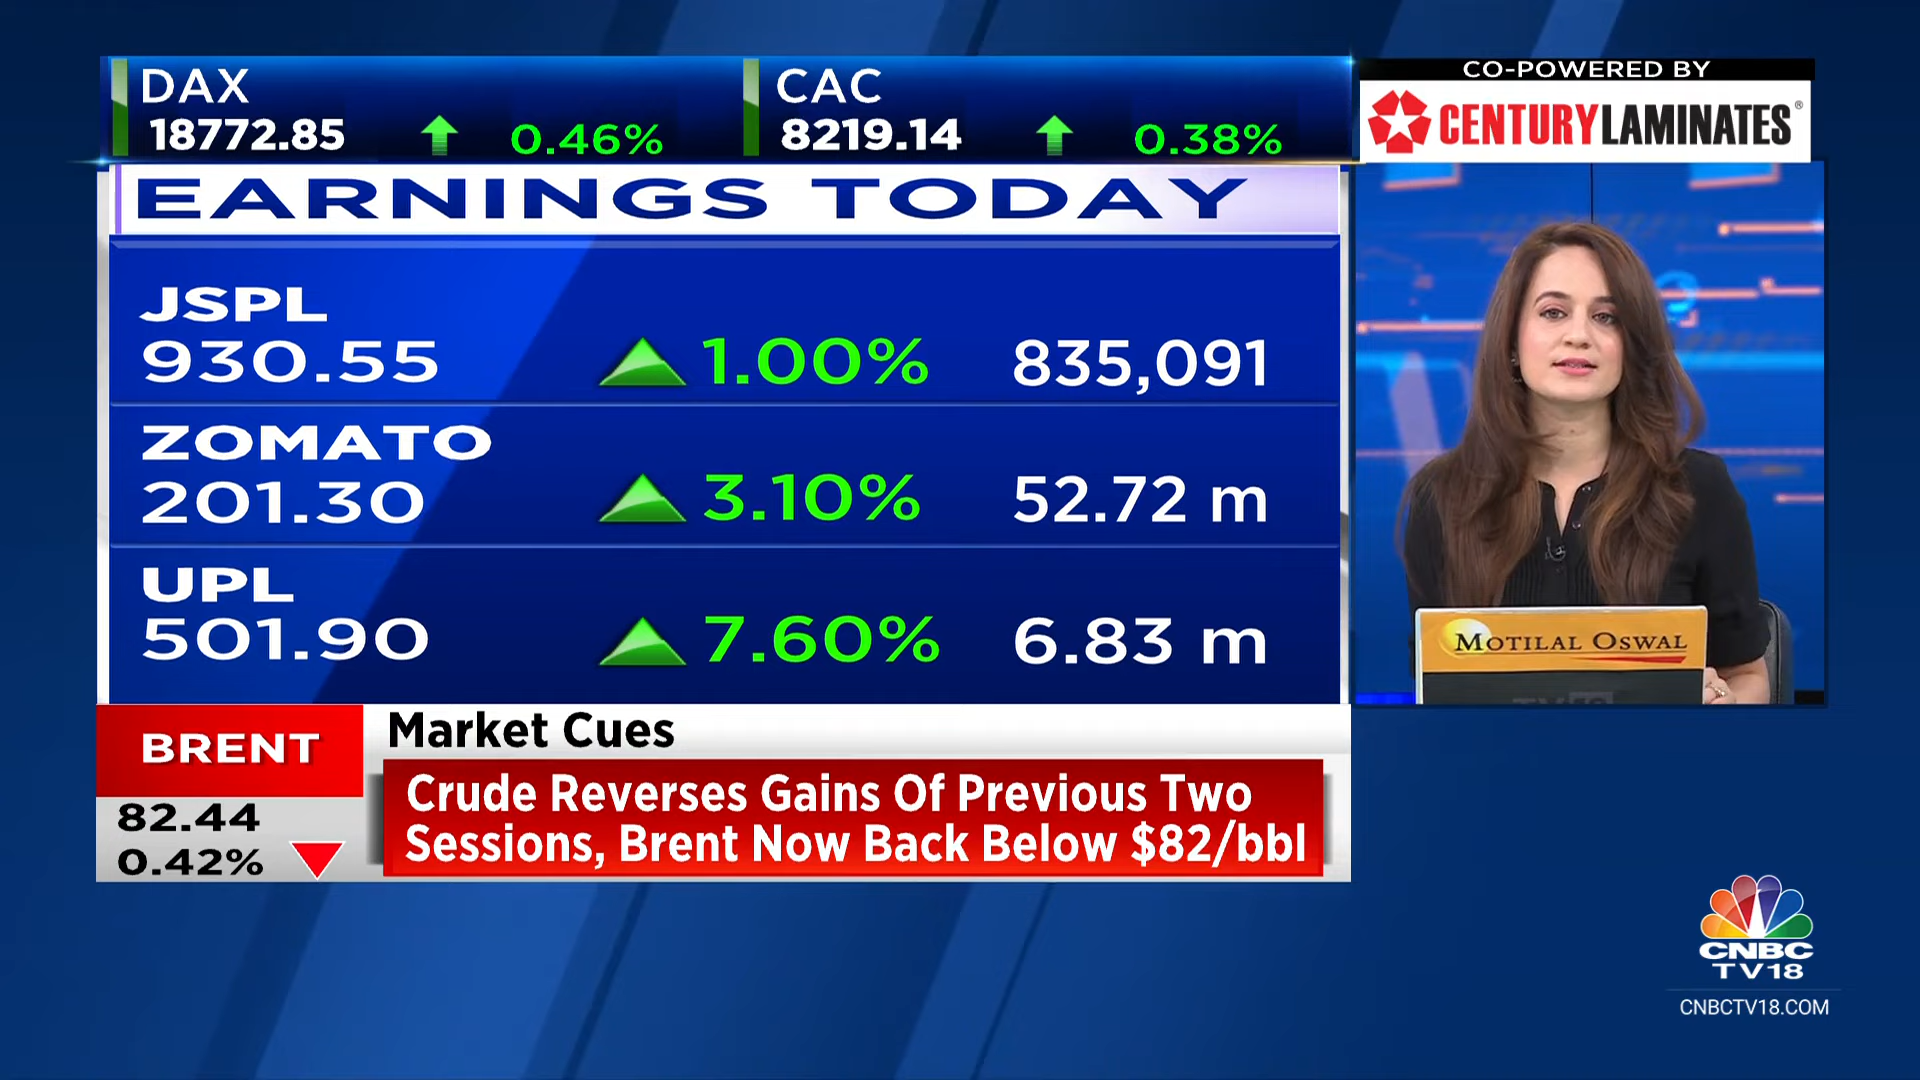 DAX
18772.85 0.46%
CAC
8219.14 0.38%
CO-POWERED BY
CENTURYLAMINATES®
EARNINGS TODAY
JSPL
930.55 1.00% 835,091
ZOMATO
201.30 3.10% 52.72 m
UPL
501.90 7.60% 6.83 m
MOTILAL OSWAL
TV18
BRENT
82.44
0.42%
Market Cues
Crude Reverses Gains Of Previous Two
Sessions, Brent Now Back Below $82/bbl
CNBC
TV18
CNBCTV18.COM